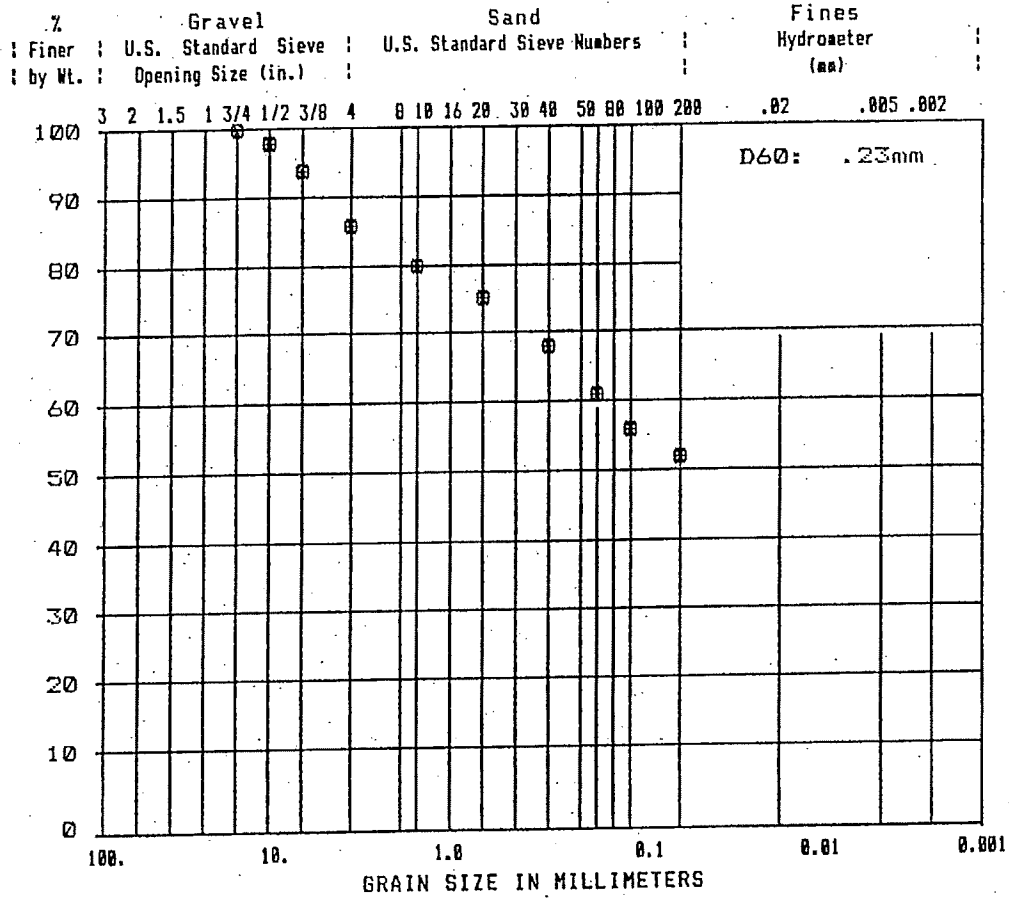 % Gravel Sand Fines
¦ Finer ¦ U.S. Standard Sieve ¦ U.S. Standard Sieve Numbers ¦ Hydrometer ¦
¦ by Wt. ¦ Opening Size (in.) ¦ ¦ (mm) ¦
3 2 1.5 1 3/4 1/2 3/8 4 8 10 16 20 30 40 50 80 100 200 .02 .005 .002
100
D60: .23mm
90
80
70
60
50
40
30
20
10
0
100. 10. 1.0 0.1 0.01 0.001
GRAIN SIZE IN MILLIMETERS